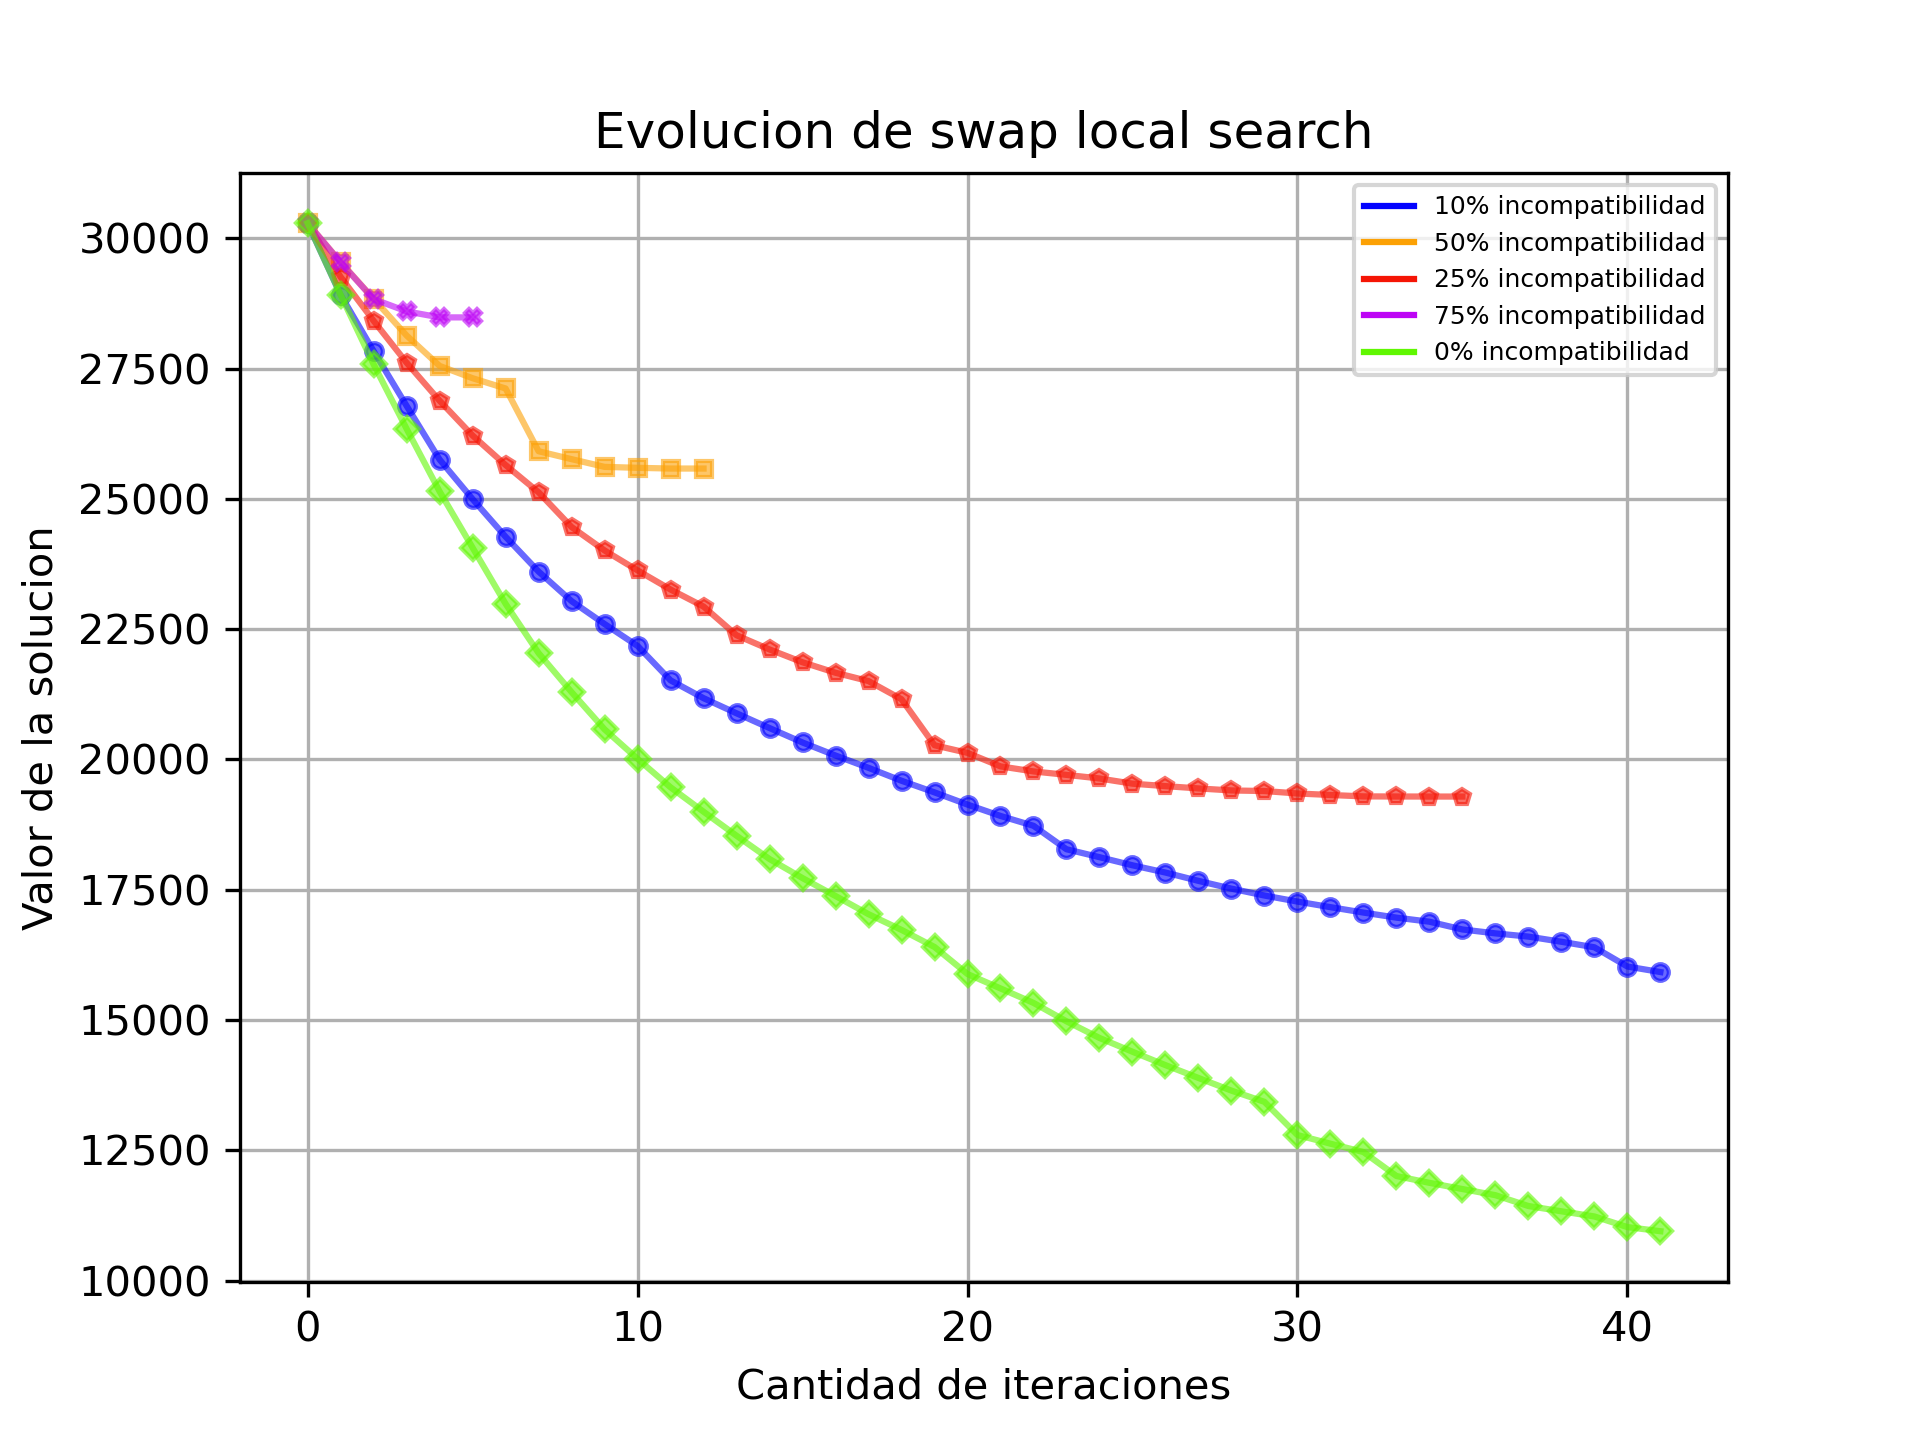 Evolucion de swap local search
10% incompatibilidad
50% incompatibilidad
25% incompatibilidad
75% incompatibilidad
0% incompatibilidad
Valor de la solucion
30000
27500
25000
22500
20000
17500
15000
12500
10000
0 10 20 30 40
Cantidad de iteraciones